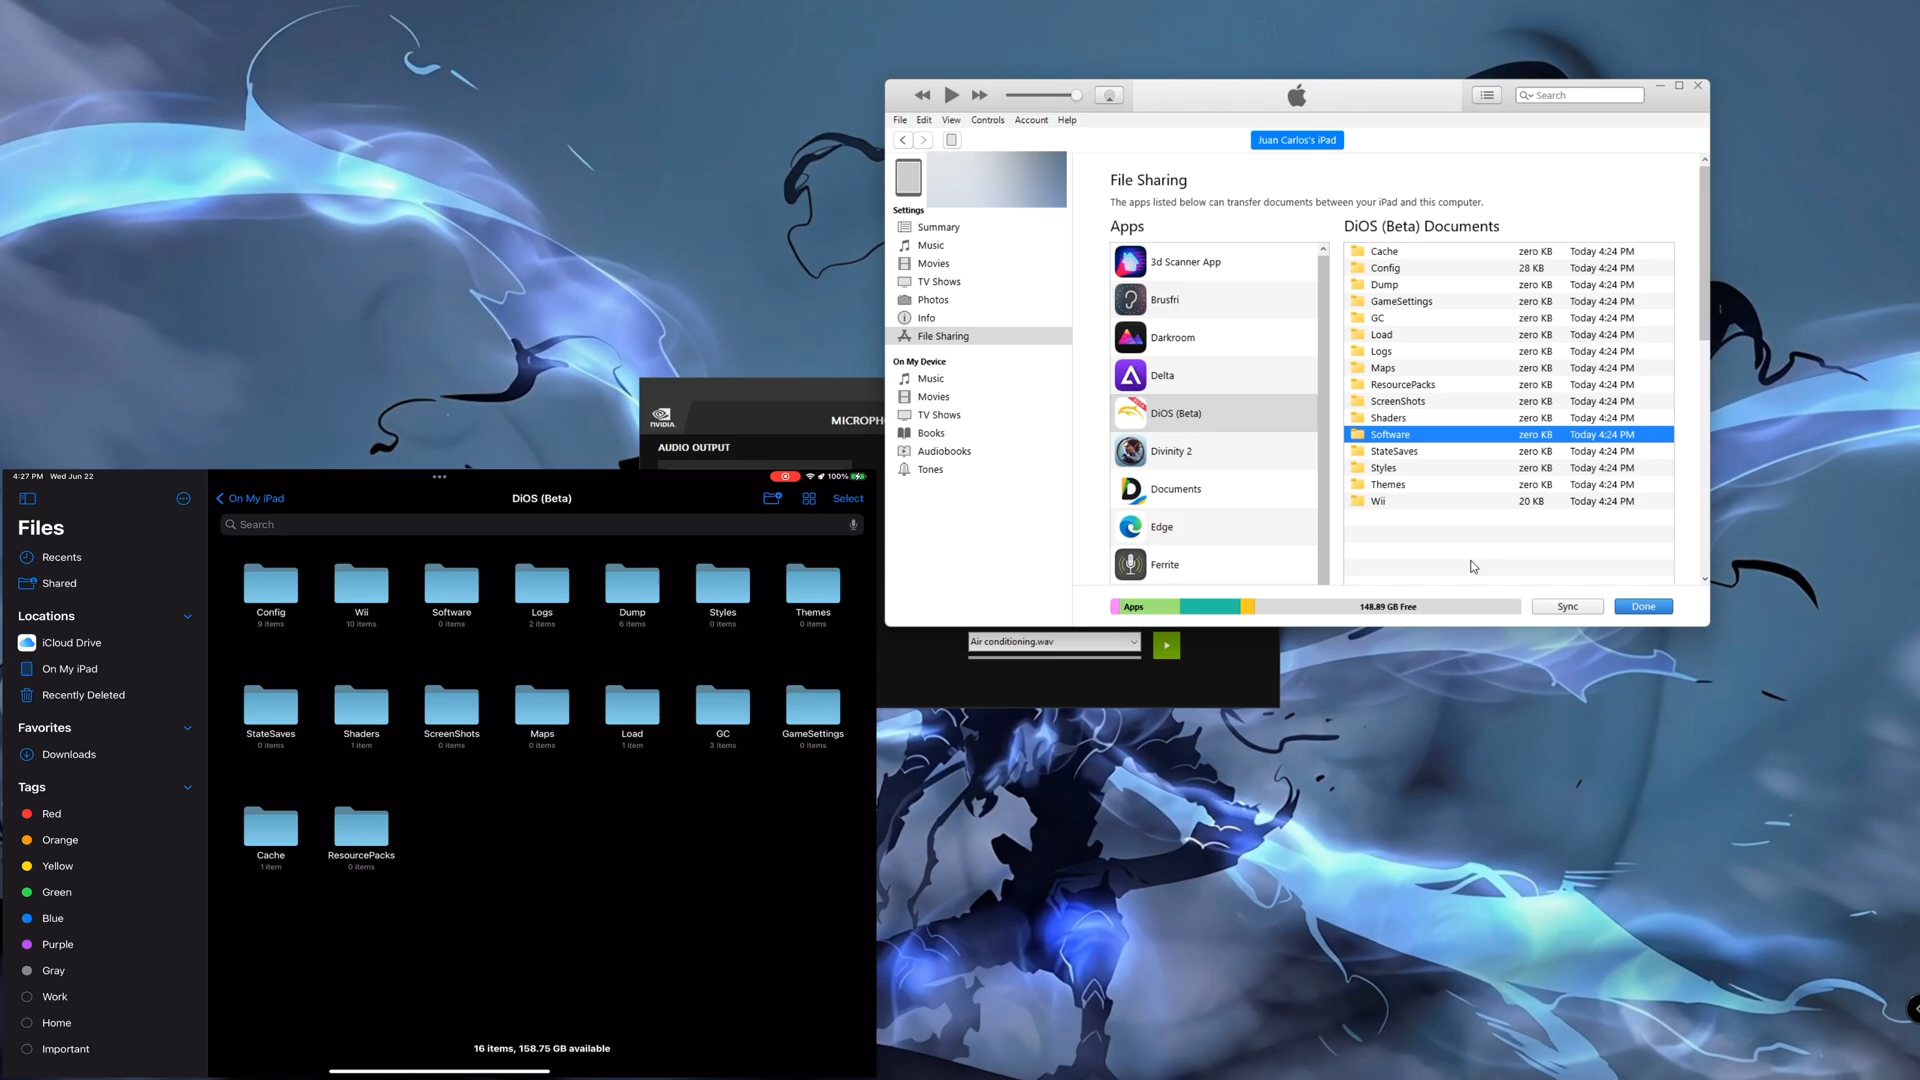 Search
File Edit View Controls Account Help
Juan Carlos's iPad
Settings
Summary
Music
Movies
TV Shows
Photos
Info
File Sharing
On My Device
Music
Movies
TV Shows
Books
Audiobooks
Tones
File Sharing
The apps listed below can transfer documents between your iPad and this computer.
Apps
3d Scanner App
Brusfri
Darkroom
Delta
DiOS (Beta)
Divinity 2
Documents
Edge
Ferrite
DiOS (Beta) Documents
Cache zero KB Today 4:24 PM
Config 28 KB Today 4:24 PM
Dump zero KB Today 4:24 PM
GameSettings zero KB Today 4:24 PM
GC zero KB Today 4:24 PM
Load zero KB Today 4:24 PM
Logs zero KB Today 4:24 PM
Maps zero KB Today 4:24 PM
ResourcePacks zero KB Today 4:24 PM
ScreenShots zero KB Today 4:24 PM
Shaders zero KB Today 4:24 PM
Software zero KB Today 4:24 PM
StateSaves zero KB Today 4:24 PM
Styles zero KB Today 4:24 PM
Themes zero KB Today 4:24 PM
Wii 20 KB Today 4:24 PM
Apps 148.89 GB Free Sync Done
NVIDIA.
MICROPH
AUDIO OUTPUT
Air conditioning.wav
4:27 PM Wed Jun 22
100%
Files
Recents
Shared
Locations
iCloud Drive
On My iPad
Recently Deleted
Favorites
Downloads
Tags
Red
Orange
Yellow
Green
Blue
Purple
Gray
Work
Home
Important
On My iPad DiOS (Beta) Select
Search
Config Wii Software Logs Dump Styles Themes
9 items 10 items 0 items 2 items 6 items 0 items 0 items
StateSaves Shaders ScreenShots Maps Load GC GameSettings
0 items 1 item 0 items 0 items 1 item 3 items 0 items
Cache ResourcePacks
1 item 0 items
16 items, 158.75 GB available